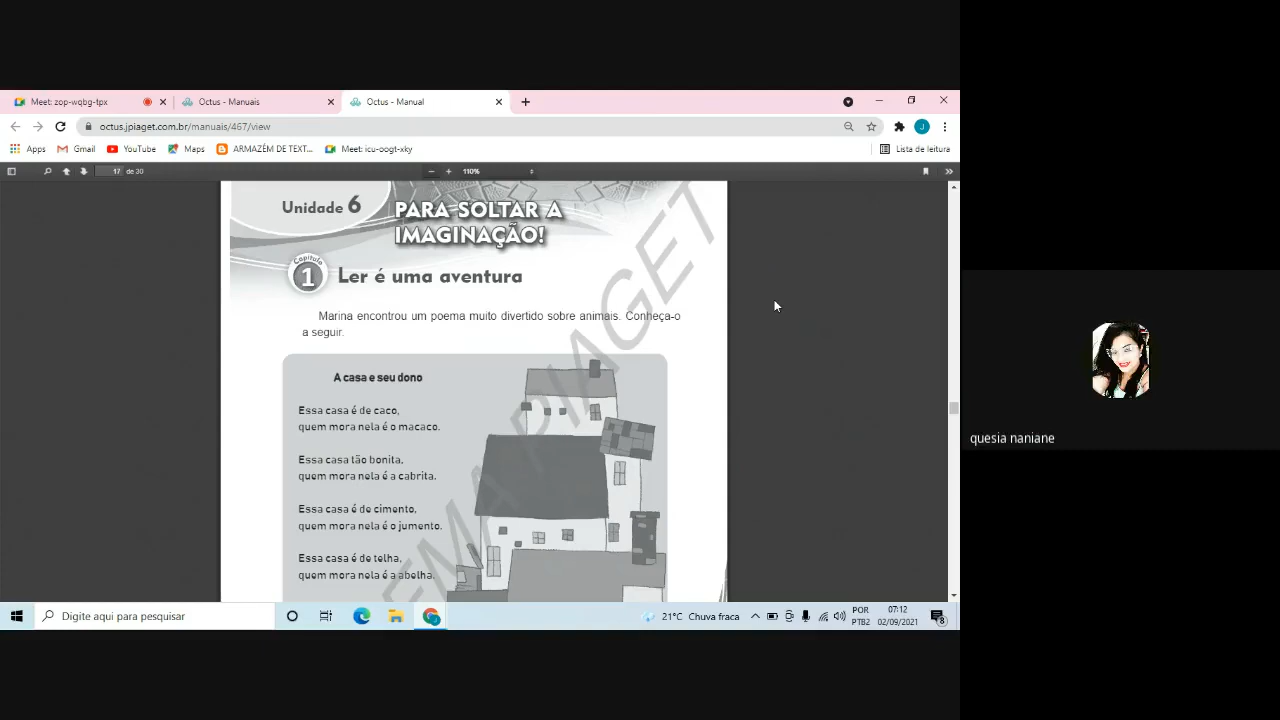 Meet: zop-wqbg-tpx
Octus - Manuais
Octus - Manual
octus.jpiaget.com.br/manuais/467/view
J
Apps
Gmail
YouTube
Maps
ARMAZÉM DE TEXT...
Meet: icu-oogt-xky
Lista de leitura
17 de 30
110%
Unidade 6
PARA SOLTAR A
IMAGINAÇÃO!
Capítulo
1
Ler é uma aventura
Marina encontrou um poema muito divertido sobre animais. Conheça-o
a seguir.
A casa e seu dono
Essa casa é de caco,
quem mora nela é o macaco.
Essa casa tão bonita,
quem mora nela é a cabrita.
Essa casa é de cimento,
quem mora nela é o jumento.
Essa casa é de telha,
quem mora nela é a abelha.
EMA PIAGET
quesia naniane
Digite aqui para pesquisar
21°C Chuva fraca
POR
PTB2
07:12
02/09/2021
8